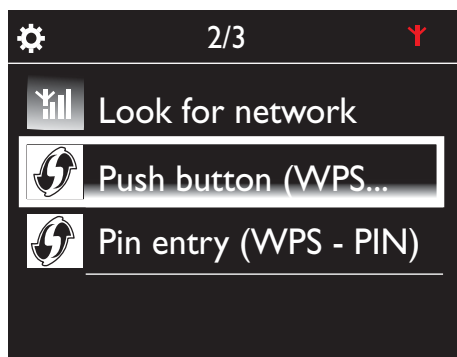 2/3
Look for network
Push button (WPS...
Pin entry (WPS - PIN)